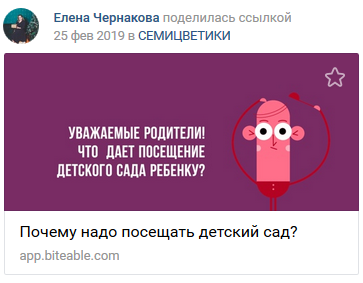 Елена Чернакова поделилась ссылкой
25 фев 2019 в СЕМИЦВЕТИКИ
УВАЖАЕМЫЕ РОДИТЕЛИ!
ЧТО ДАЕТ ПОСЕЩЕНИЕ
ДЕТСКОГО САДА РЕБЕНКУ?
Почему надо посещать детский сад?
app.biteable.com